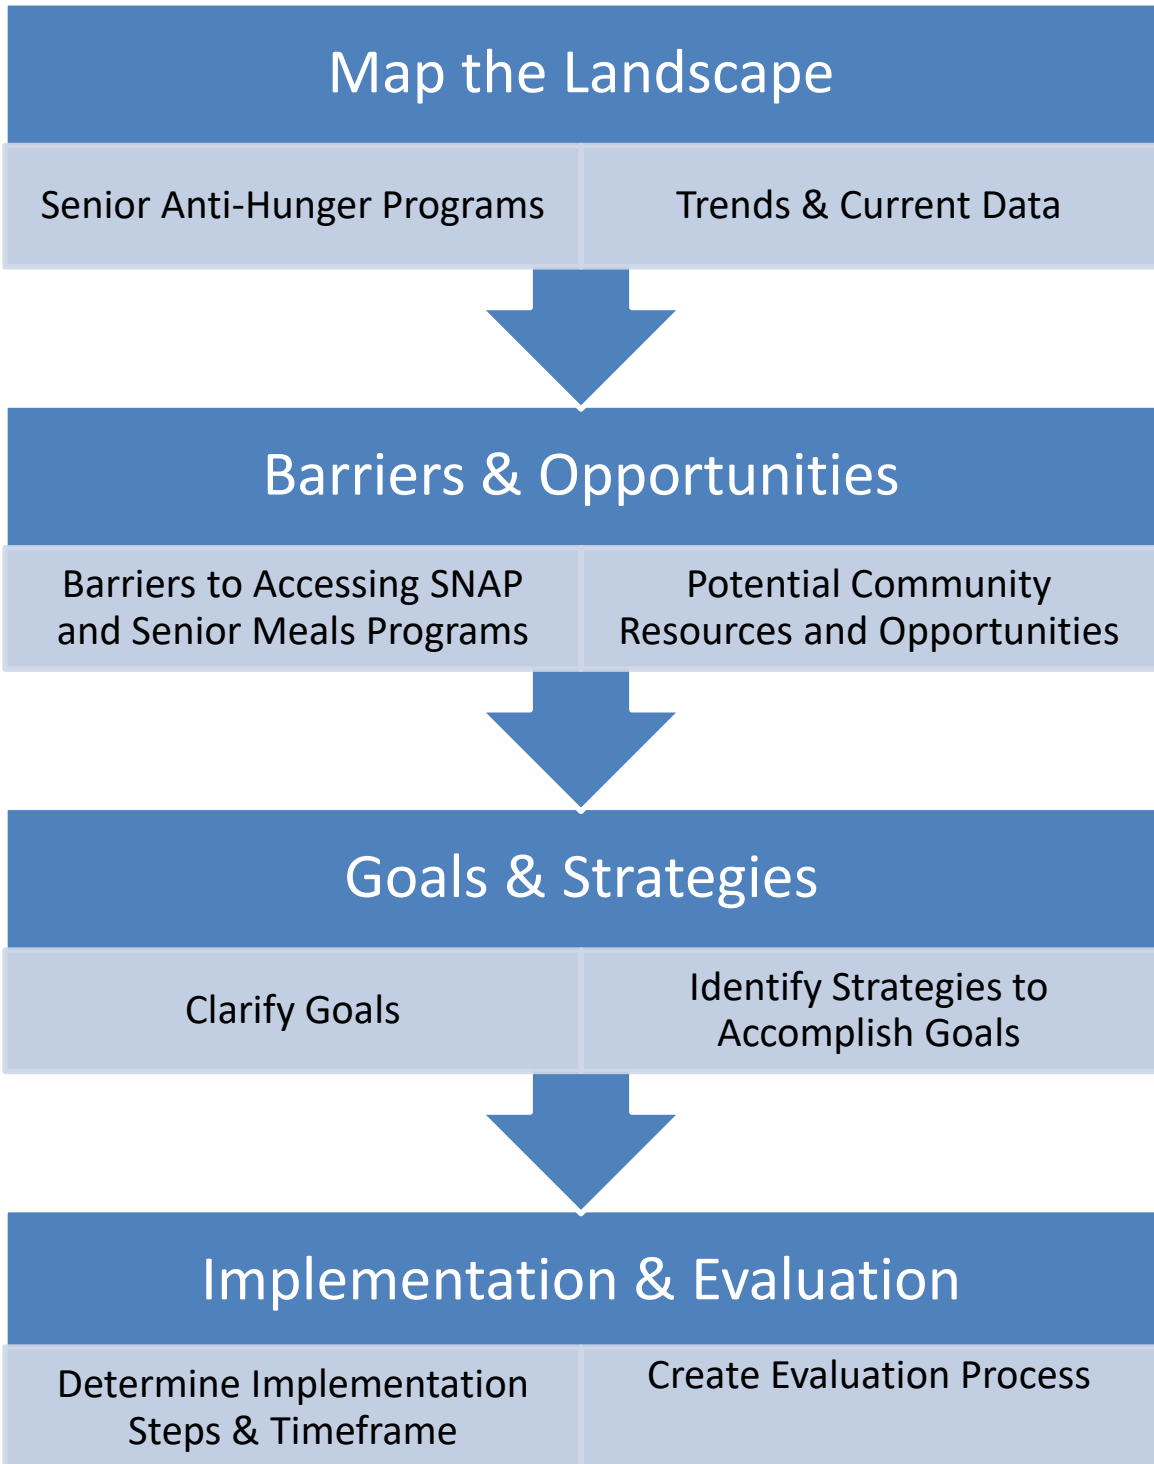 Map the Landscape
Senior Anti-Hunger Programs
Trends & Current Data
Barriers & Opportunities
Barriers to Accessing SNAP
and Senior Meals Programs
Potential Community
Resources and Opportunities
Goals & Strategies
Clarify Goals
Identify Strategies to
Accomplish Goals
Implementation & Evaluation
Determine Implementation
Steps & Timeframe
Create Evaluation Process